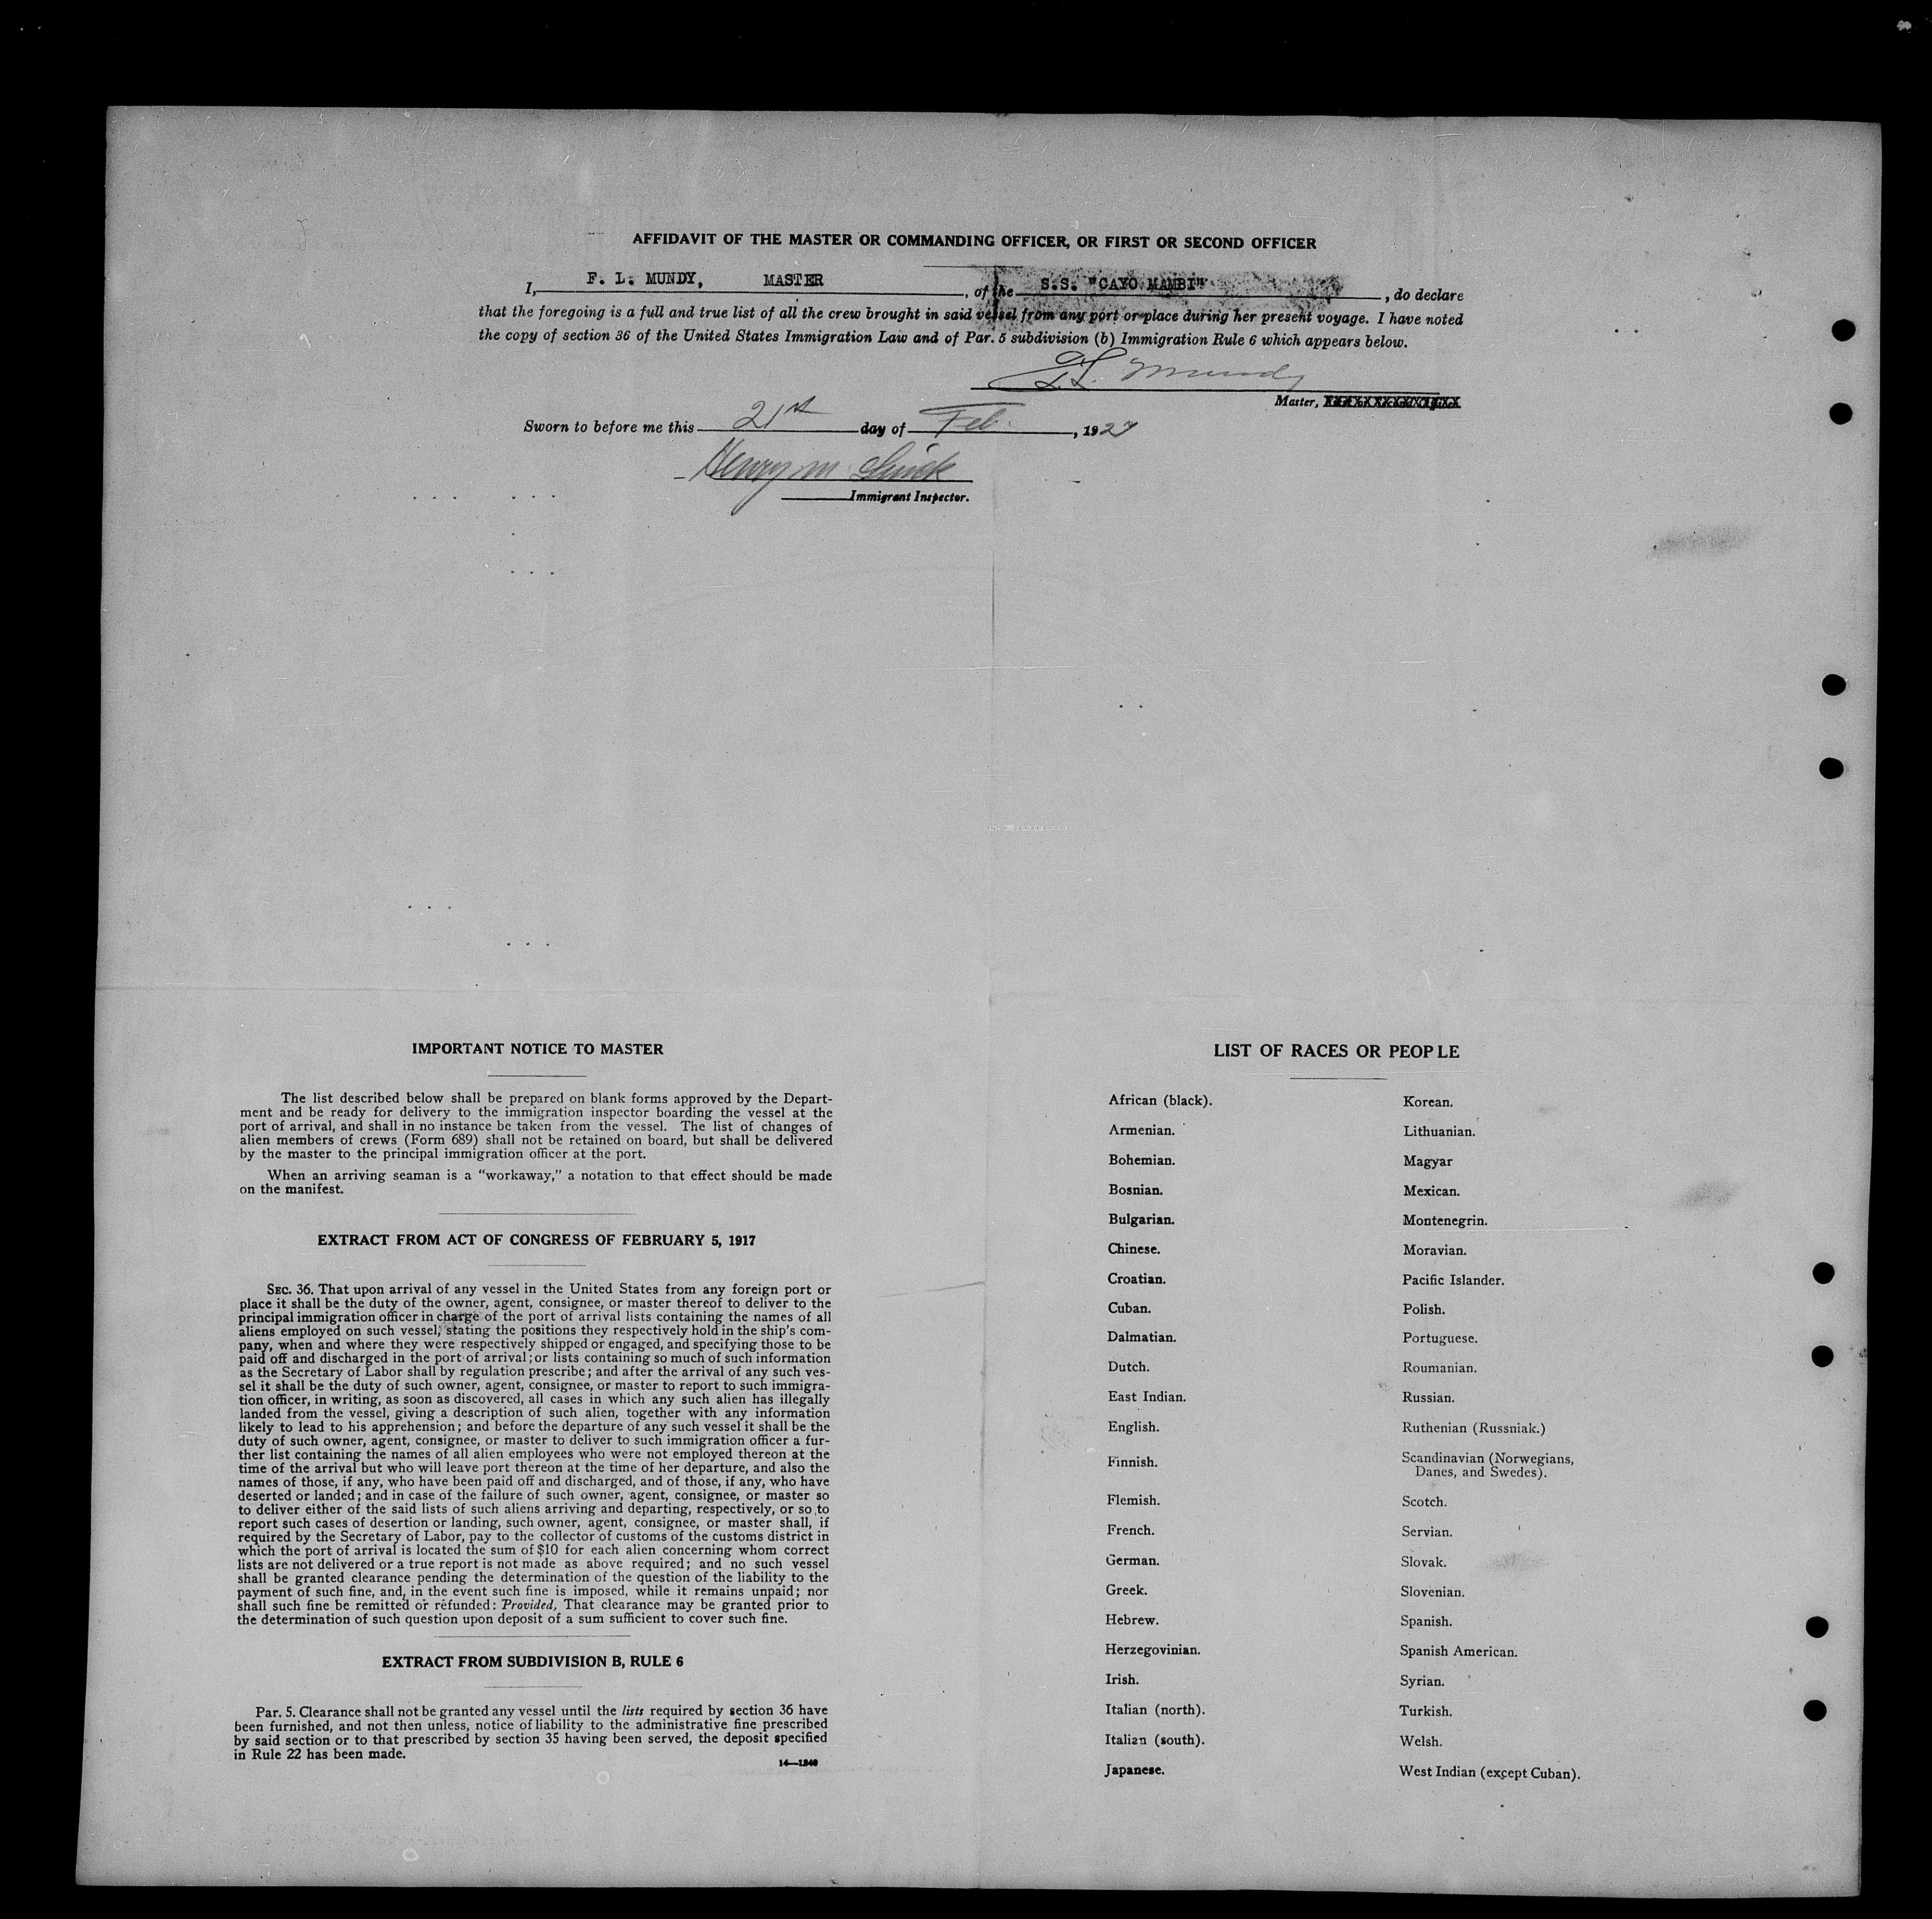 AFFIDAVIT OF THE MASTER OR COMMANDING OFFICER, OR FIRST OR SECOND OFFICER
I, F. L. MUNDY, MASTER, of the S.S. "CAYO MAMBI", do declare
that the foregoing is a full and true list of all the crew brought in said vessel from any port or place during her present voyage. I have noted
the copy of section 36 of the United States Immigration Law and of Par. 5 subdivision (b) Immigration Rule 6 which appears below.
F L Mundy
Master,
Sworn to before me this 21st day of Feb., 1927
Henry M
Immigrant Inspector.
IMPORTANT NOTICE TO MASTER
The list described below shall be prepared on blank forms approved by the Depart-
ment and be ready for delivery to the immigration inspector boarding the vessel at the
port of arrival, and shall in no instance be taken from the vessel. The list of changes of
alien members of crews (Form 689) shall not be retained on board, but shall be delivered
by the master to the principal immigration officer at the port.
When an arriving seaman is a "workaway," a notation to that effect should be made
on the manifest.
EXTRACT FROM ACT OF CONGRESS OF FEBRUARY 5, 1917
SEC. 36. That upon arrival of any vessel in the United States from any foreign port or
place it shall be the duty of the owner, agent, consignee, or master thereof to deliver to the
principal immigration officer in charge of the port of arrival lists containing the names of all
aliens employed on such vessel, stating the positions they respectively hold in the ship's com-
pany, when and where they were respectively shipped or engaged, and specifying those to be
paid off and discharged in the port of arrival; or lists containing so much of such information
as the Secretary of Labor shall by regulation prescribe; and after the arrival of any such ves-
sel it shall be the duty of such owner, agent, consignee, or master to report to such immigra-
tion officer, in writing, as soon as discovered, all cases in which any such alien has illegally
landed from the vessel, giving a description of such alien, together with any information
likely to lead to his apprehension; and before the departure of any such vessel it shall be the
duty of such owner, agent, consignee, or master to deliver to such immigration officer a fur-
ther list containing the names of all alien employees who were not employed thereon at the
time of the arrival but who will leave port thereon at the time of her departure, and also the
names of those, if any, who have been paid off and discharged, and of those, if any, who have
deserted or landed; and in case of the failure of such owner, agent, consignee, or master so
to deliver either of the said lists of such aliens arriving and departing, respectively, or so to
report such cases of desertion or landing, such owner, agent, consignee, or master shall, if
required by the Secretary of Labor, pay to the collector of customs of the customs district in
which the port of arrival is located the sum of $10 for each alien concerning whom correct
lists are not delivered or a true report is not made as above required; and no such vessel
shall be granted clearance pending the determination of the question of the liability to the
payment of such fine, and, in the event such fine is imposed, while it remains unpaid; nor
shall such fine be remitted or refunded: Provided, That clearance may be granted prior to
the determination of such question upon deposit of a sum sufficient to cover such fine.
EXTRACT FROM SUBDIVISION B, RULE 6
Par. 5. Clearance shall not be granted any vessel until the lists required by section 36 have
been furnished, and not then unless, notice of liability to the administrative fine prescribed
by said section or to that prescribed by section 35 having been served, the deposit specified
in Rule 22 has been made.
14—1240
LIST OF RACES OR PEOPLE
African (black).
Armenian.
Bohemian.
Bosnian.
Bulgarian.
Chinese.
Croatian.
Cuban.
Dalmatian.
Dutch.
East Indian.
English.
Finnish.
Flemish.
French.
German.
Greek.
Hebrew.
Herzegovinian.
Irish.
Italian (north).
Italian (south).
Japanese.
Korean.
Lithuanian.
Magyar
Mexican.
Montenegrin.
Moravian.
Pacific Islander.
Polish.
Portuguese.
Roumanian.
Russian.
Ruthenian (Russniak.)
Scandinavian (Norwegians,
Danes, and Swedes).
Scotch.
Servian.
Slovak.
Slovenian.
Spanish.
Spanish American.
Syrian.
Turkish.
Welsh.
West Indian (except Cuban).